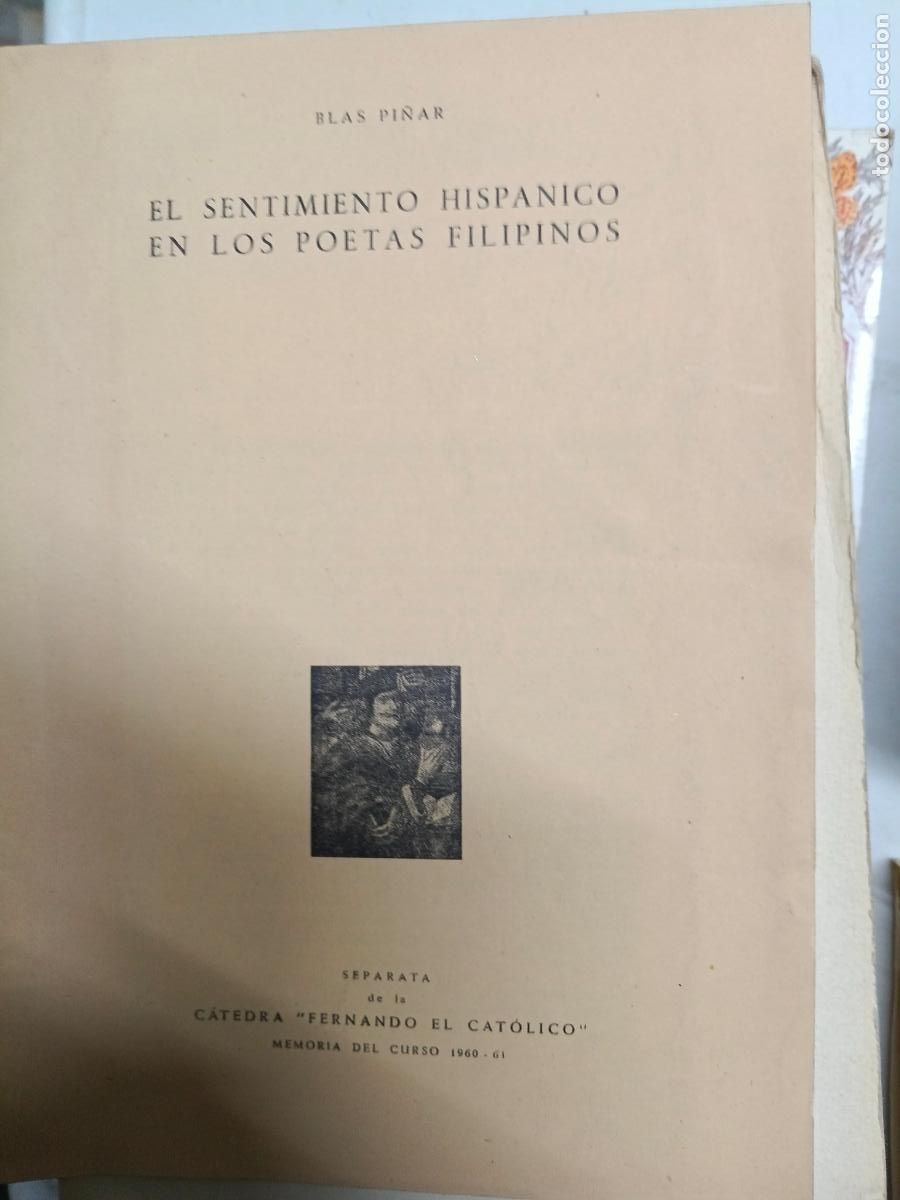 BLAS PIÑAR
EL SENTIMIENTO HISPANICO
EN LOS POETAS FILIPINOS
SEPARATA
de la
CÁTEDRA "FERNANDO EL CATÓLICO"
MEMORIA DEL CURSO 1960 - 61
todocoleccion